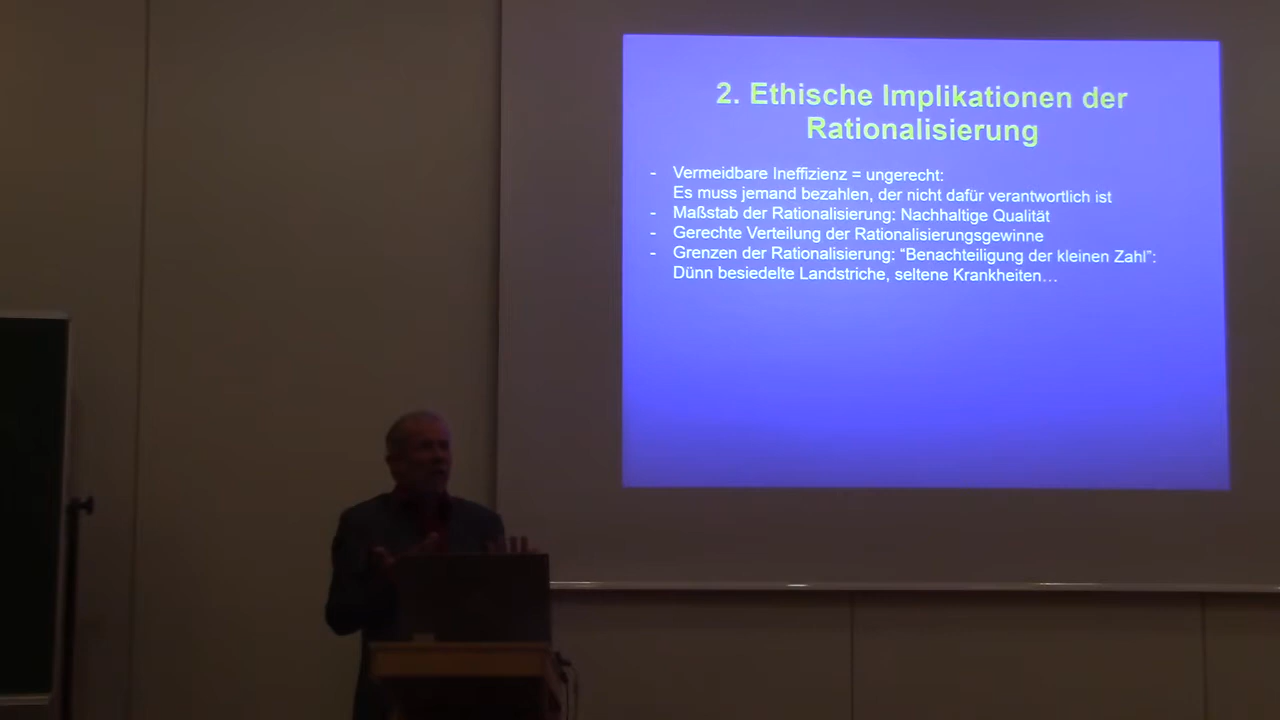 2. Ethische Implikationen der
Rationalisierung
- Vermeidbare Ineffizienz = ungerecht:
Es muss jemand bezahlen, der nicht dafür verantwortlich ist
- Maßstab der Rationalisierung: Nachhaltige Qualität
- Gerechte Verteilung der Rationalisierungsgewinne
- Grenzen der Rationalisierung: “Benachteiligung der kleinen Zahl”:
Dünn besiedelte Landstriche, seltene Krankheiten…